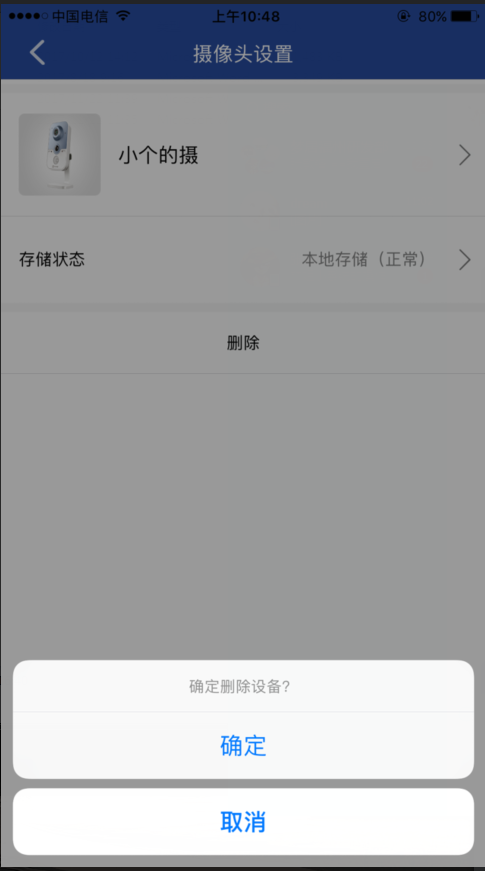 中国电信 上午10:48 80%
摄像头设置
小个的摄
存储状态 本地存储（正常）
删除
确定删除设备?
确定
取消